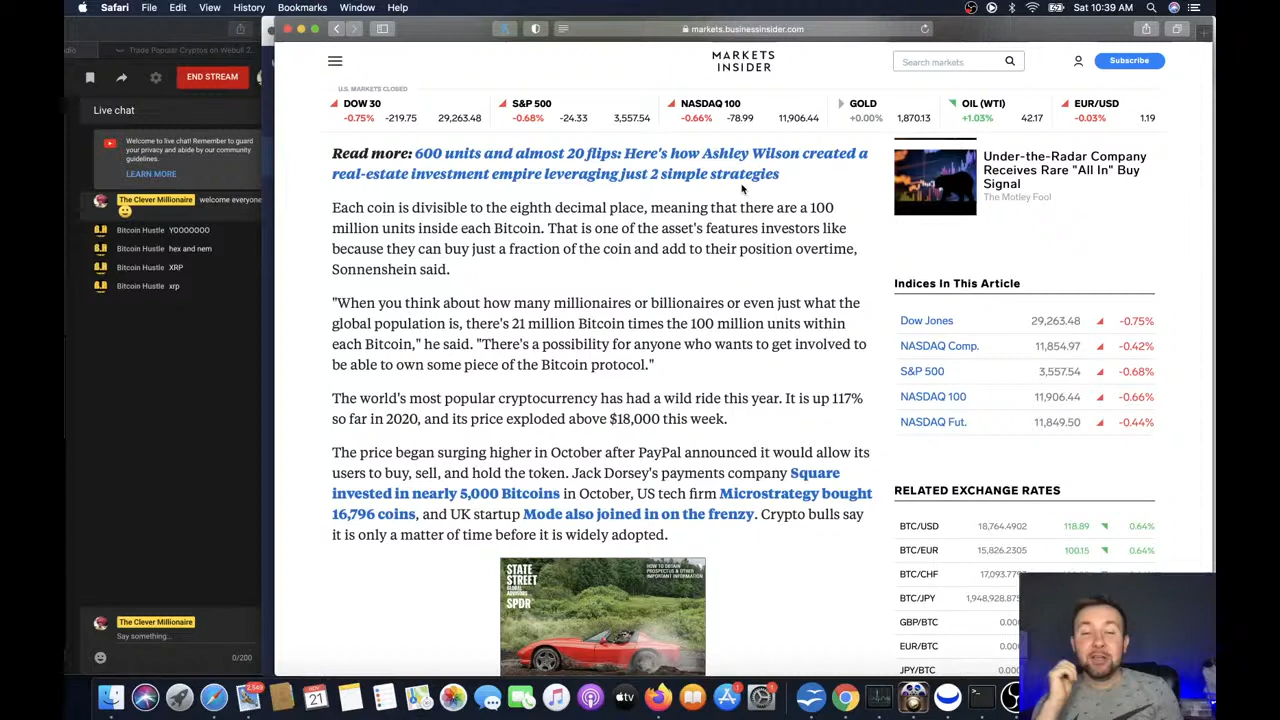 Safari File Edit View History Bookmarks Window Help
Sat 10:39 AM
Trade Popular Cryptos on Webull 2...
markets.businessinsider.com
END STREAM
Live chat
Welcome to live chat! Remember to guard
your privacy and abide by our community
guidelines.
LEARN MORE
The Clever Millionaire welcome everyone
Bitcoin Hustle YOOOOOOO
Bitcoin Hustle hex and nem
Bitcoin Hustle XRP
Bitcoin Hustle xrp
The Clever Millionaire
Say something...
0/200
MARKETS
INSIDER
Search markets
Subscribe
U.S. MARKETS CLOSED
DOW 30
-0.75% -219.75 29,263.48
S&P 500
-0.68% -24.33 3,557.54
NASDAQ 100
-0.66% -78.99 11,906.44
GOLD
+0.00% 1,870.13
OIL (WTI)
+1.03% 42.17
EUR/USD
-0.03% 1.19
Read more: 600 units and almost 20 flips: Here's how Ashley Wilson created a
real-estate investment empire leveraging just 2 simple strategies
Each coin is divisible to the eighth decimal place, meaning that there are a 100
million units inside each Bitcoin. That is one of the asset's features investors like
because they can buy just a fraction of the coin and add to their position overtime,
Sonnenshein said.
"When you think about how many millionaires or billionaires or even just what the
global population is, there's 21 million Bitcoin times the 100 million units within
each Bitcoin," he said. "There's a possibility for anyone who wants to get involved to
be able to own some piece of the Bitcoin protocol."
The world's most popular cryptocurrency has had a wild ride this year. It is up 117%
so far in 2020, and its price exploded above $18,000 this week.
The price began surging higher in October after PayPal announced it would allow its
users to buy, sell, and hold the token. Jack Dorsey's payments company Square
invested in nearly 5,000 Bitcoins in October, US tech firm Microstrategy bought
16,796 coins, and UK startup Mode also joined in on the frenzy. Crypto bulls say
it is only a matter of time before it is widely adopted.
STATE
STREET
GLOBAL
ADVISORS
SPDR
HOW TO OBTAIN
PROSPECTUS & OTHER
IMPORTANT INFORMATION
Under-the-Radar Company
Receives Rare "All In" Buy
Signal
The Motley Fool
Indices In This Article
Dow Jones 29,263.48 -0.75%
NASDAQ Comp. 11,854.97 -0.42%
S&P 500 3,557.54 -0.68%
NASDAQ 100 11,906.44 -0.66%
NASDAQ Fut. 11,849.50 -0.44%
RELATED EXCHANGE RATES
BTC/USD 18,764.4902 118.89 0.64%
BTC/EUR 15,826.2305 100.15 0.64%
BTC/CHF
BTC/JPY
GBP/BTC
EUR/BTC
JPY/BTC
2,543
NOV
21
tv